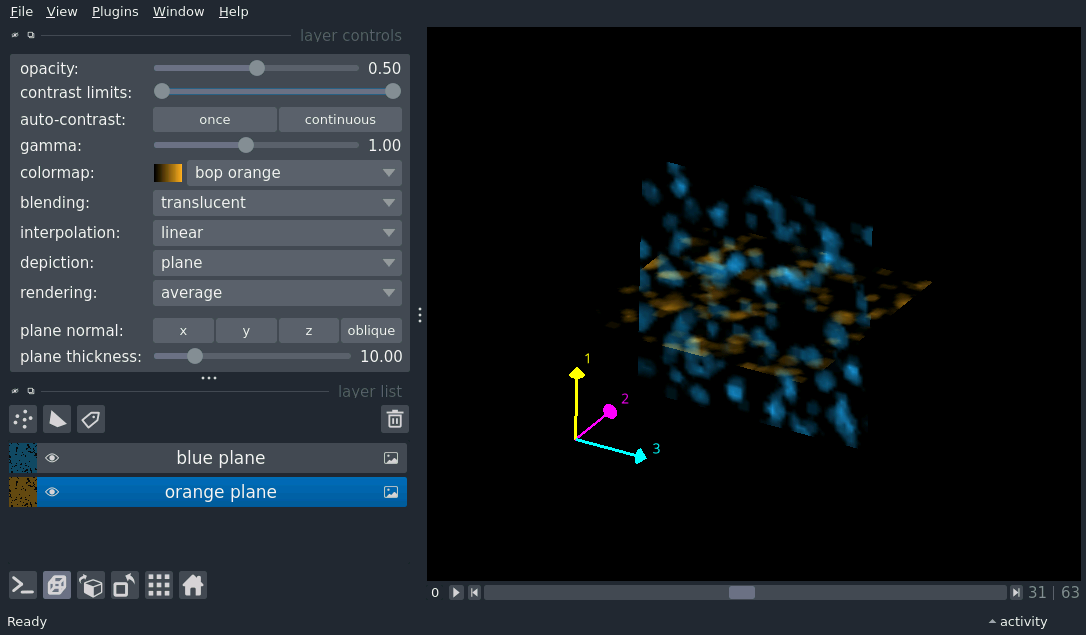 File View Plugins Window Help
layer controls
opacity: 0.50
contrast limits:
auto-contrast: once continuous
gamma: 1.00
colormap: bop orange
blending: translucent
interpolation: linear
depiction: plane
rendering: average
plane normal: x y z oblique
plane thickness: 10.00
layer list
blue plane
orange plane
1
2
3
0 31 | 63
Ready activity